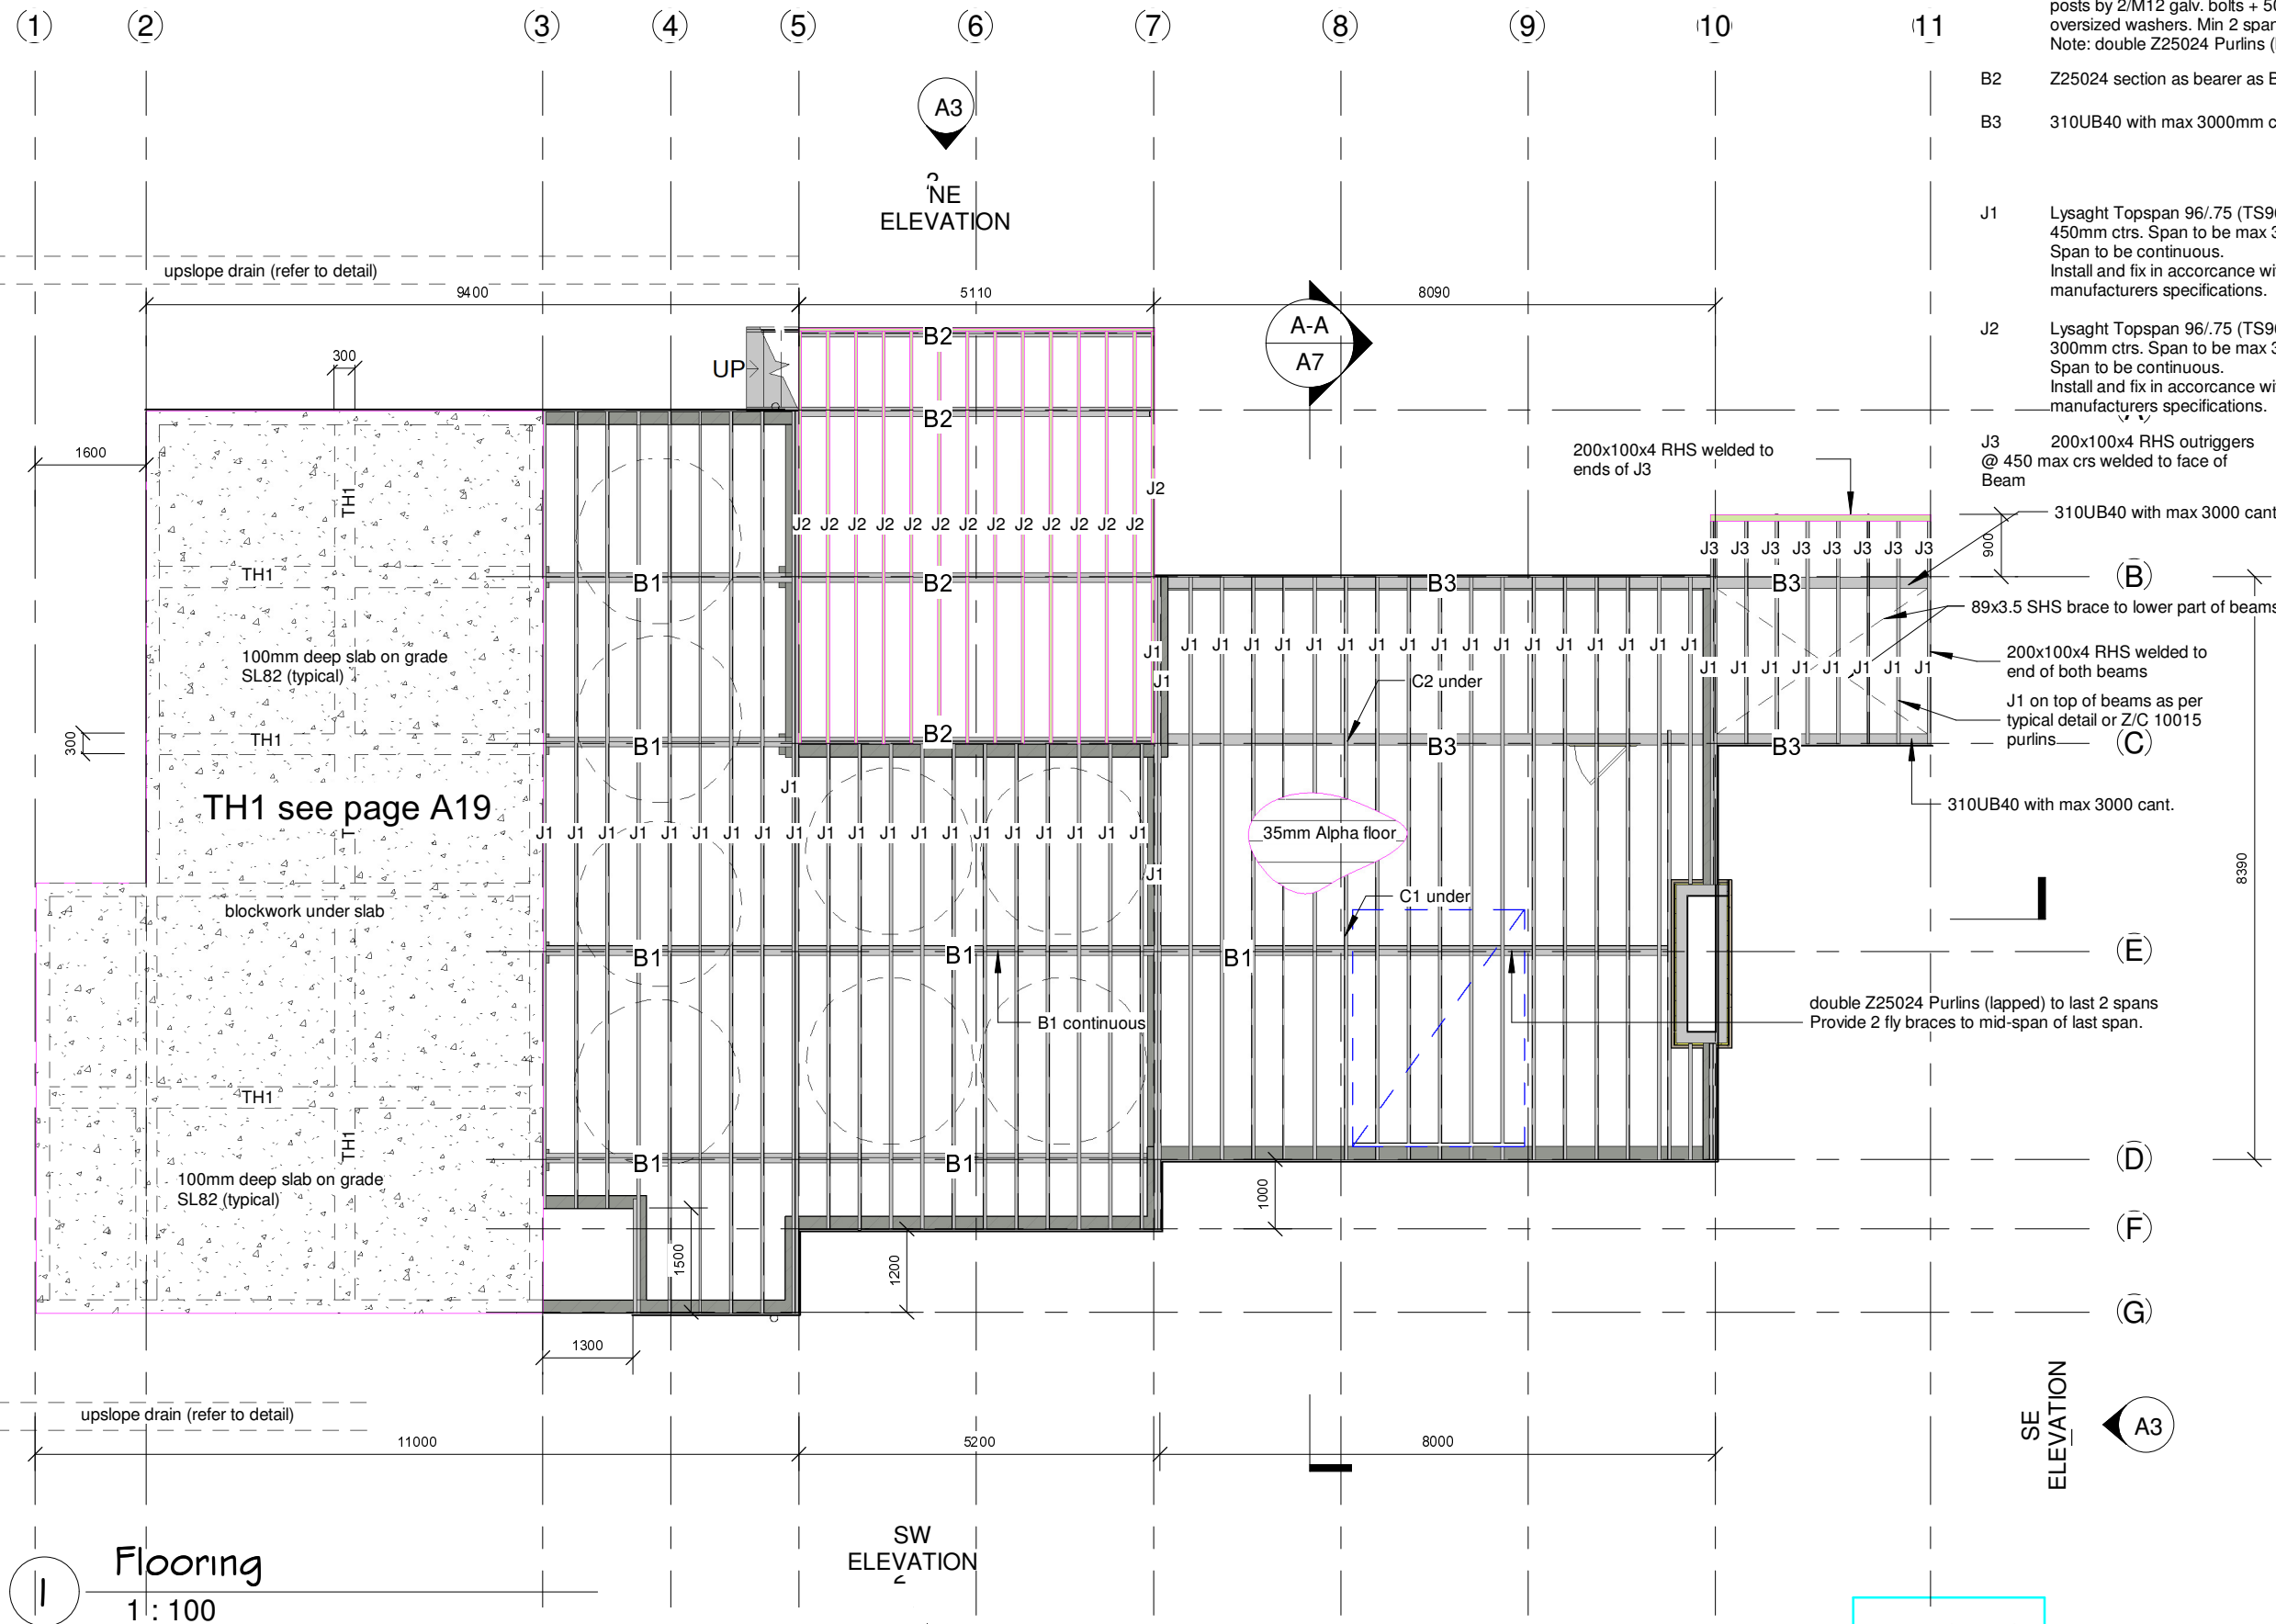 1
2
3
4
5
6
7
8
9
10
11
posts by 2/M12 galv. bolts + 50
oversized washers. Min 2 span
Note: double Z25024 Purlins (
B2 Z25024 section as bearer as B
B3 310UB40 with max 3000mm c
J1 Lysaght Topspan 96/.75 (TS96
450mm ctrs. Span to be max 3
Span to be continuous.
Install and fix in accorcance wi
manufacturers specifications.
J2 Lysaght Topspan 96/.75 (TS96
300mm ctrs. Span to be max 3
Span to be continuous.
Install and fix in accorcance wi
manufacturers specifications.
J3 200x100x4 RHS outriggers
@ 450 max crs welded to face of
Beam
A3
NE
ELEVATION
upslope drain (refer to detail)
9400
5110
8090
A-A
A7
300
UP
B2
B2
1600
200x100x4 RHS welded to
ends of J3
310UB40 with max 3000 cant
900
TH1
J2
J2 J2 J2 J2 J2 J2 J2 J2 J2 J2 J2 J2 J2
J3 J3 J3 J3 J3 J3 J3 J3
TH1
B1
B2
B3
B3
B
89x3.5 SHS brace to lower part of beams
100mm deep slab on grade
SL82 (typical)
J1 J1 J1 J1 J1 J1 J1 J1 J1 J1 J1 J1 J1 J1 J1 J1 J1 J1
J1 J1 J1 J1 J1 J1 J1 J1
200x100x4 RHS welded to
end of both beams
J1
C2 under
J1 on top of beams as per
typical detail or Z/C 10015
purlins
300
TH1
B1
B2
B3
B3
C
J1
TH1 see page A19
310UB40 with max 3000 cant.
J1 J1 J1 J1 J1 J1 J1 J1 J1 J1 J1 J1 J1 J1 J1 J1 J1 J1 J1 J1
35mm Alpha floor
8390
J1
C1 under
blockwork under slab
B1
B1
B1
E
B1 continuous
double Z25024 Purlins (lapped) to last 2 spans
Provide 2 fly braces to mid-span of last span.
TH1
TH1
B1
B1
D
100mm deep slab on grade
SL82 (typical)
1000
F
1500
1200
G
1300
upslope drain (refer to detail)
11000
5200
8000
SE
ELEVATION
A3
SW
ELEVATION
1
Flooring
1 : 100